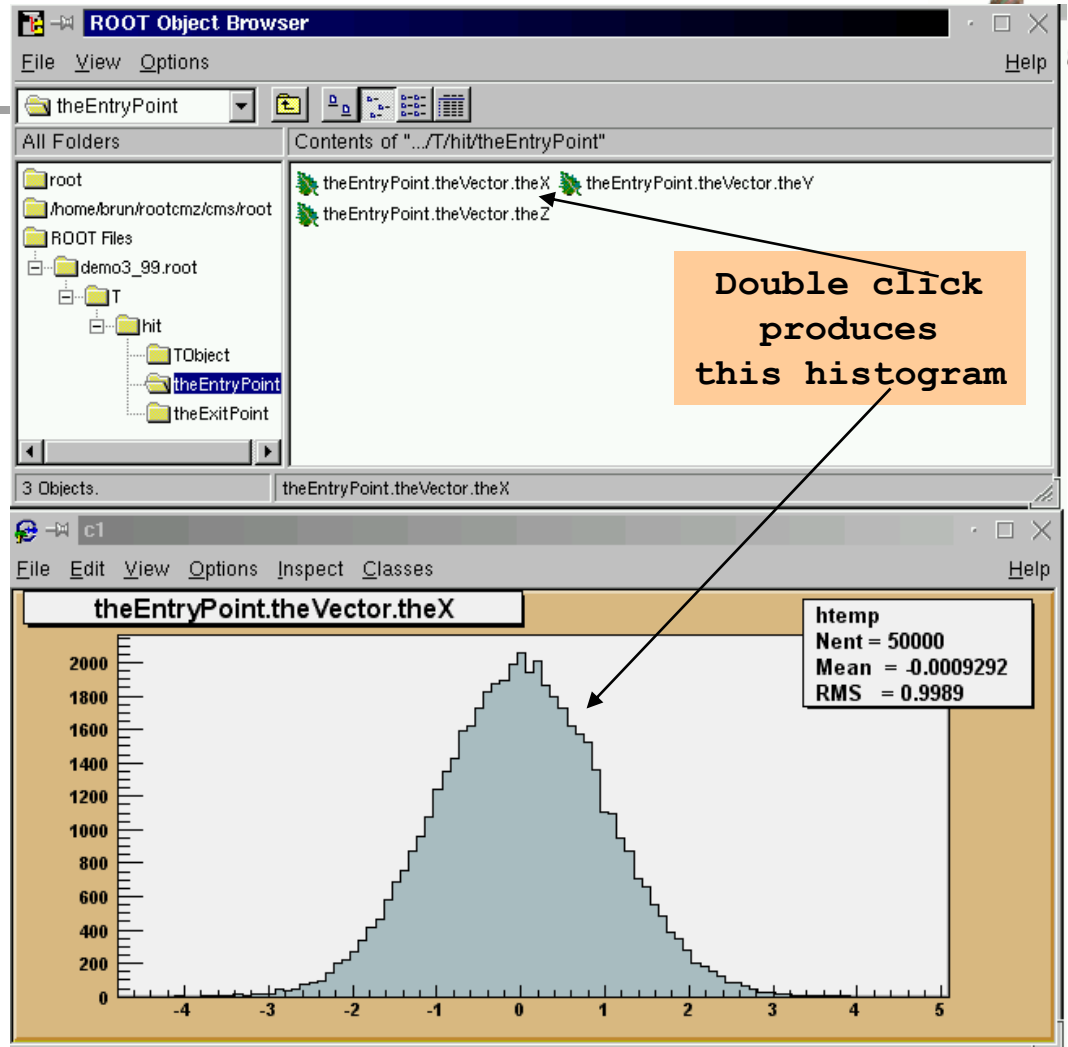 ROOT Object Browser
File View Options Help
theEntryPoint
All Folders
Contents of ".../T/hit/theEntryPoint"
root
/home/brun/rootcmz/cms/root
ROOT Files
demo3_99.root
T
hit
TObject
theEntryPoint
theExitPoint
theEntryPoint.theVector.theX theEntryPoint.theVector.theY
theEntryPoint.theVector.theZ
Double click
produces
this histogram
3 Objects.
theEntryPoint.theVector.theX
c1
File Edit View Options Inspect Classes Help
theEntryPoint.theVector.theX
htemp
Nent = 50000
Mean = -0.0009292
RMS = 0.9989
2000
1800
1600
1400
1200
1000
800
600
400
200
0
-4 -3 -2 -1 0 1 2 3 4 5